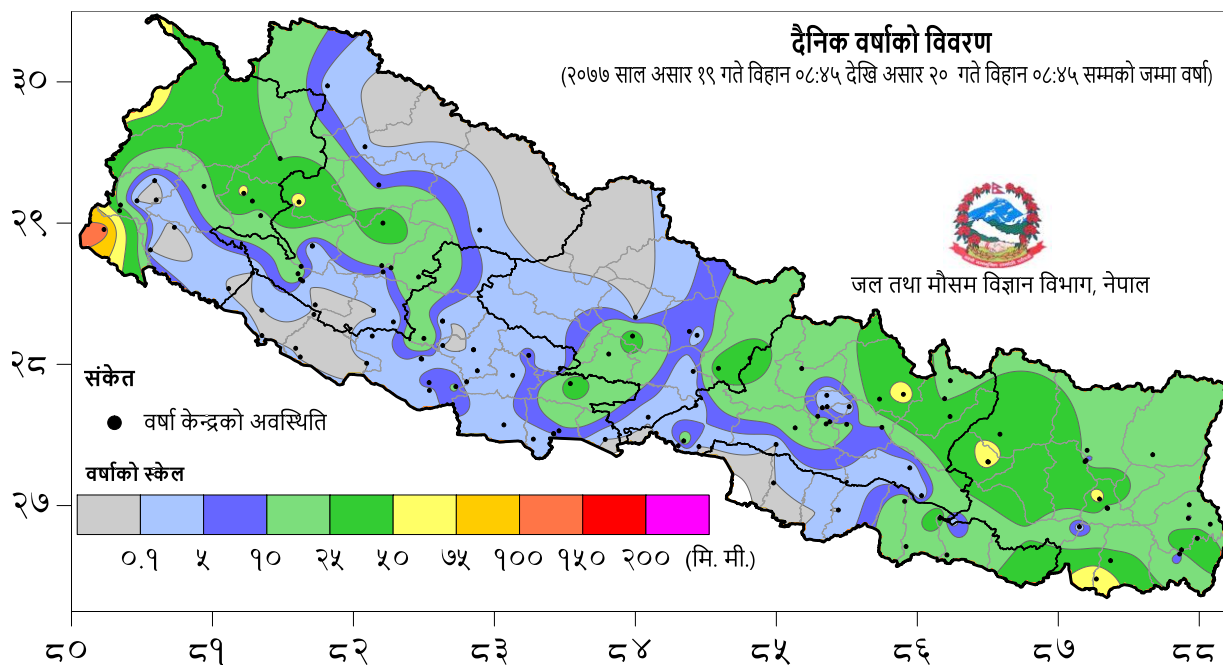 दैनिक वर्षाको विवरण
(२०७७ साल असार १९ गते विहान ०८:४५ देखि असार २० गते विहान ०८:४५ सम्मको जम्मा वर्षा)
३०
२९
२८
२७
जल तथा मौसम विज्ञान विभाग, नेपाल
संकेत
वर्षा केन्द्रको अवस्थिति
वर्षाको स्केल
०.१ ५ १० २५ ५० ७५ १०० १५० २०० (मि. मी.)
८० ८१ ८२ ८३ ८४ ८५ ८६ ८७ ८८